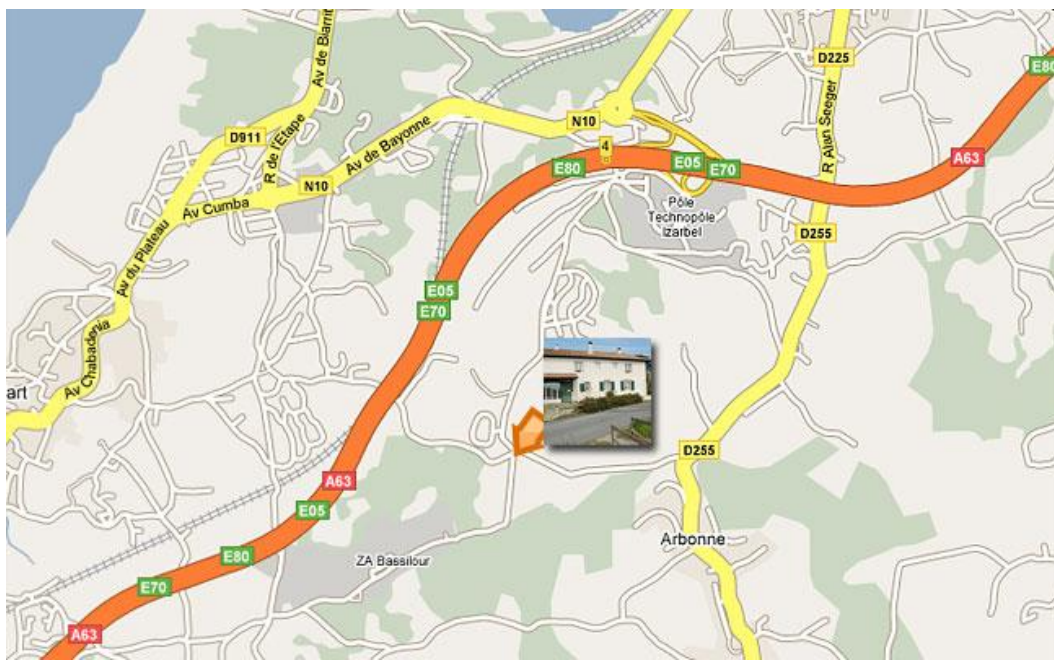 Av de Biarri
D225
E80
D911
R de l'Etape
Av de Bayonne
N10
4
R Alan Seeger
E80
E05
E70
A63
N10
Av Cumba
Pôle
Technopôle
Izarbel
D255
Av du Plateau
E05
E70
Av Chabadenia
art
D255
A63
E05
Arbonne
E80
ZA Bassilour
E70
A63